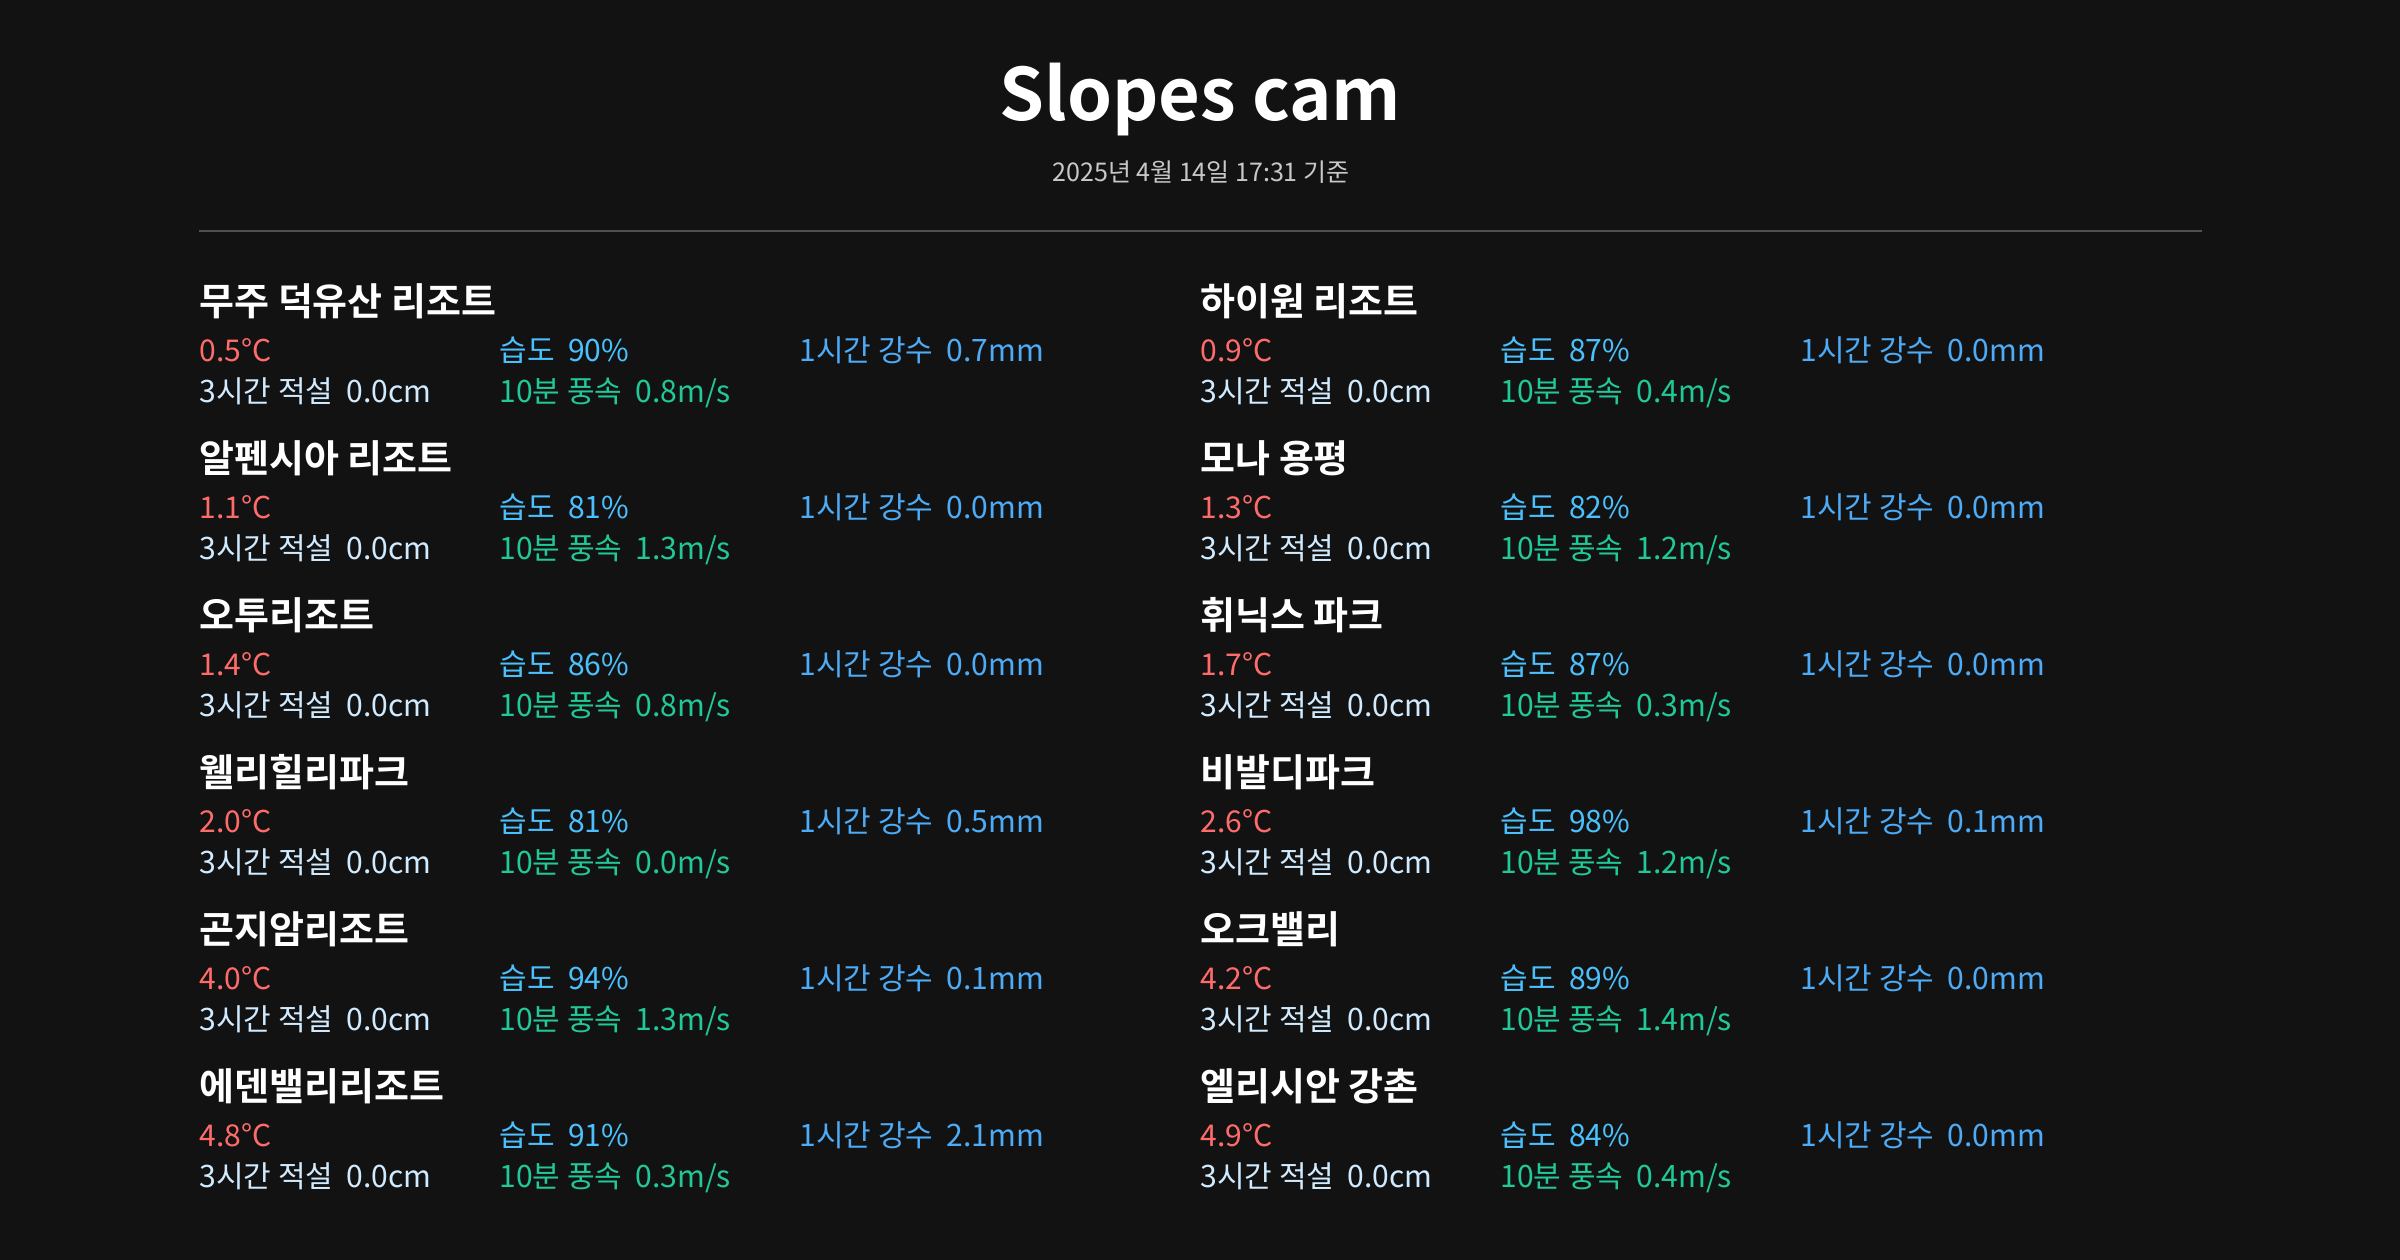 Slopes cam
2025년 4월 14일 17:31 기준
무주 덕유산 리조트
0.5°C 습도 90% 1시간 강수 0.7mm
3시간 적설 0.0cm 10분 풍속 0.8m/s
하이원 리조트
0.9°C 습도 87% 1시간 강수 0.0mm
3시간 적설 0.0cm 10분 풍속 0.4m/s
알펜시아 리조트
1.1°C 습도 81% 1시간 강수 0.0mm
3시간 적설 0.0cm 10분 풍속 1.3m/s
모나 용평
1.3°C 습도 82% 1시간 강수 0.0mm
3시간 적설 0.0cm 10분 풍속 1.2m/s
오투리조트
1.4°C 습도 86% 1시간 강수 0.0mm
3시간 적설 0.0cm 10분 풍속 0.8m/s
휘닉스 파크
1.7°C 습도 87% 1시간 강수 0.0mm
3시간 적설 0.0cm 10분 풍속 0.3m/s
웰리힐리파크
2.0°C 습도 81% 1시간 강수 0.5mm
3시간 적설 0.0cm 10분 풍속 0.0m/s
비발디파크
2.6°C 습도 98% 1시간 강수 0.1mm
3시간 적설 0.0cm 10분 풍속 1.2m/s
곤지암리조트
4.0°C 습도 94% 1시간 강수 0.1mm
3시간 적설 0.0cm 10분 풍속 1.3m/s
오크밸리
4.2°C 습도 89% 1시간 강수 0.0mm
3시간 적설 0.0cm 10분 풍속 1.4m/s
에덴밸리리조트
4.8°C 습도 91% 1시간 강수 2.1mm
3시간 적설 0.0cm 10분 풍속 0.3m/s
엘리시안 강촌
4.9°C 습도 84% 1시간 강수 0.0mm
3시간 적설 0.0cm 10분 풍속 0.4m/s